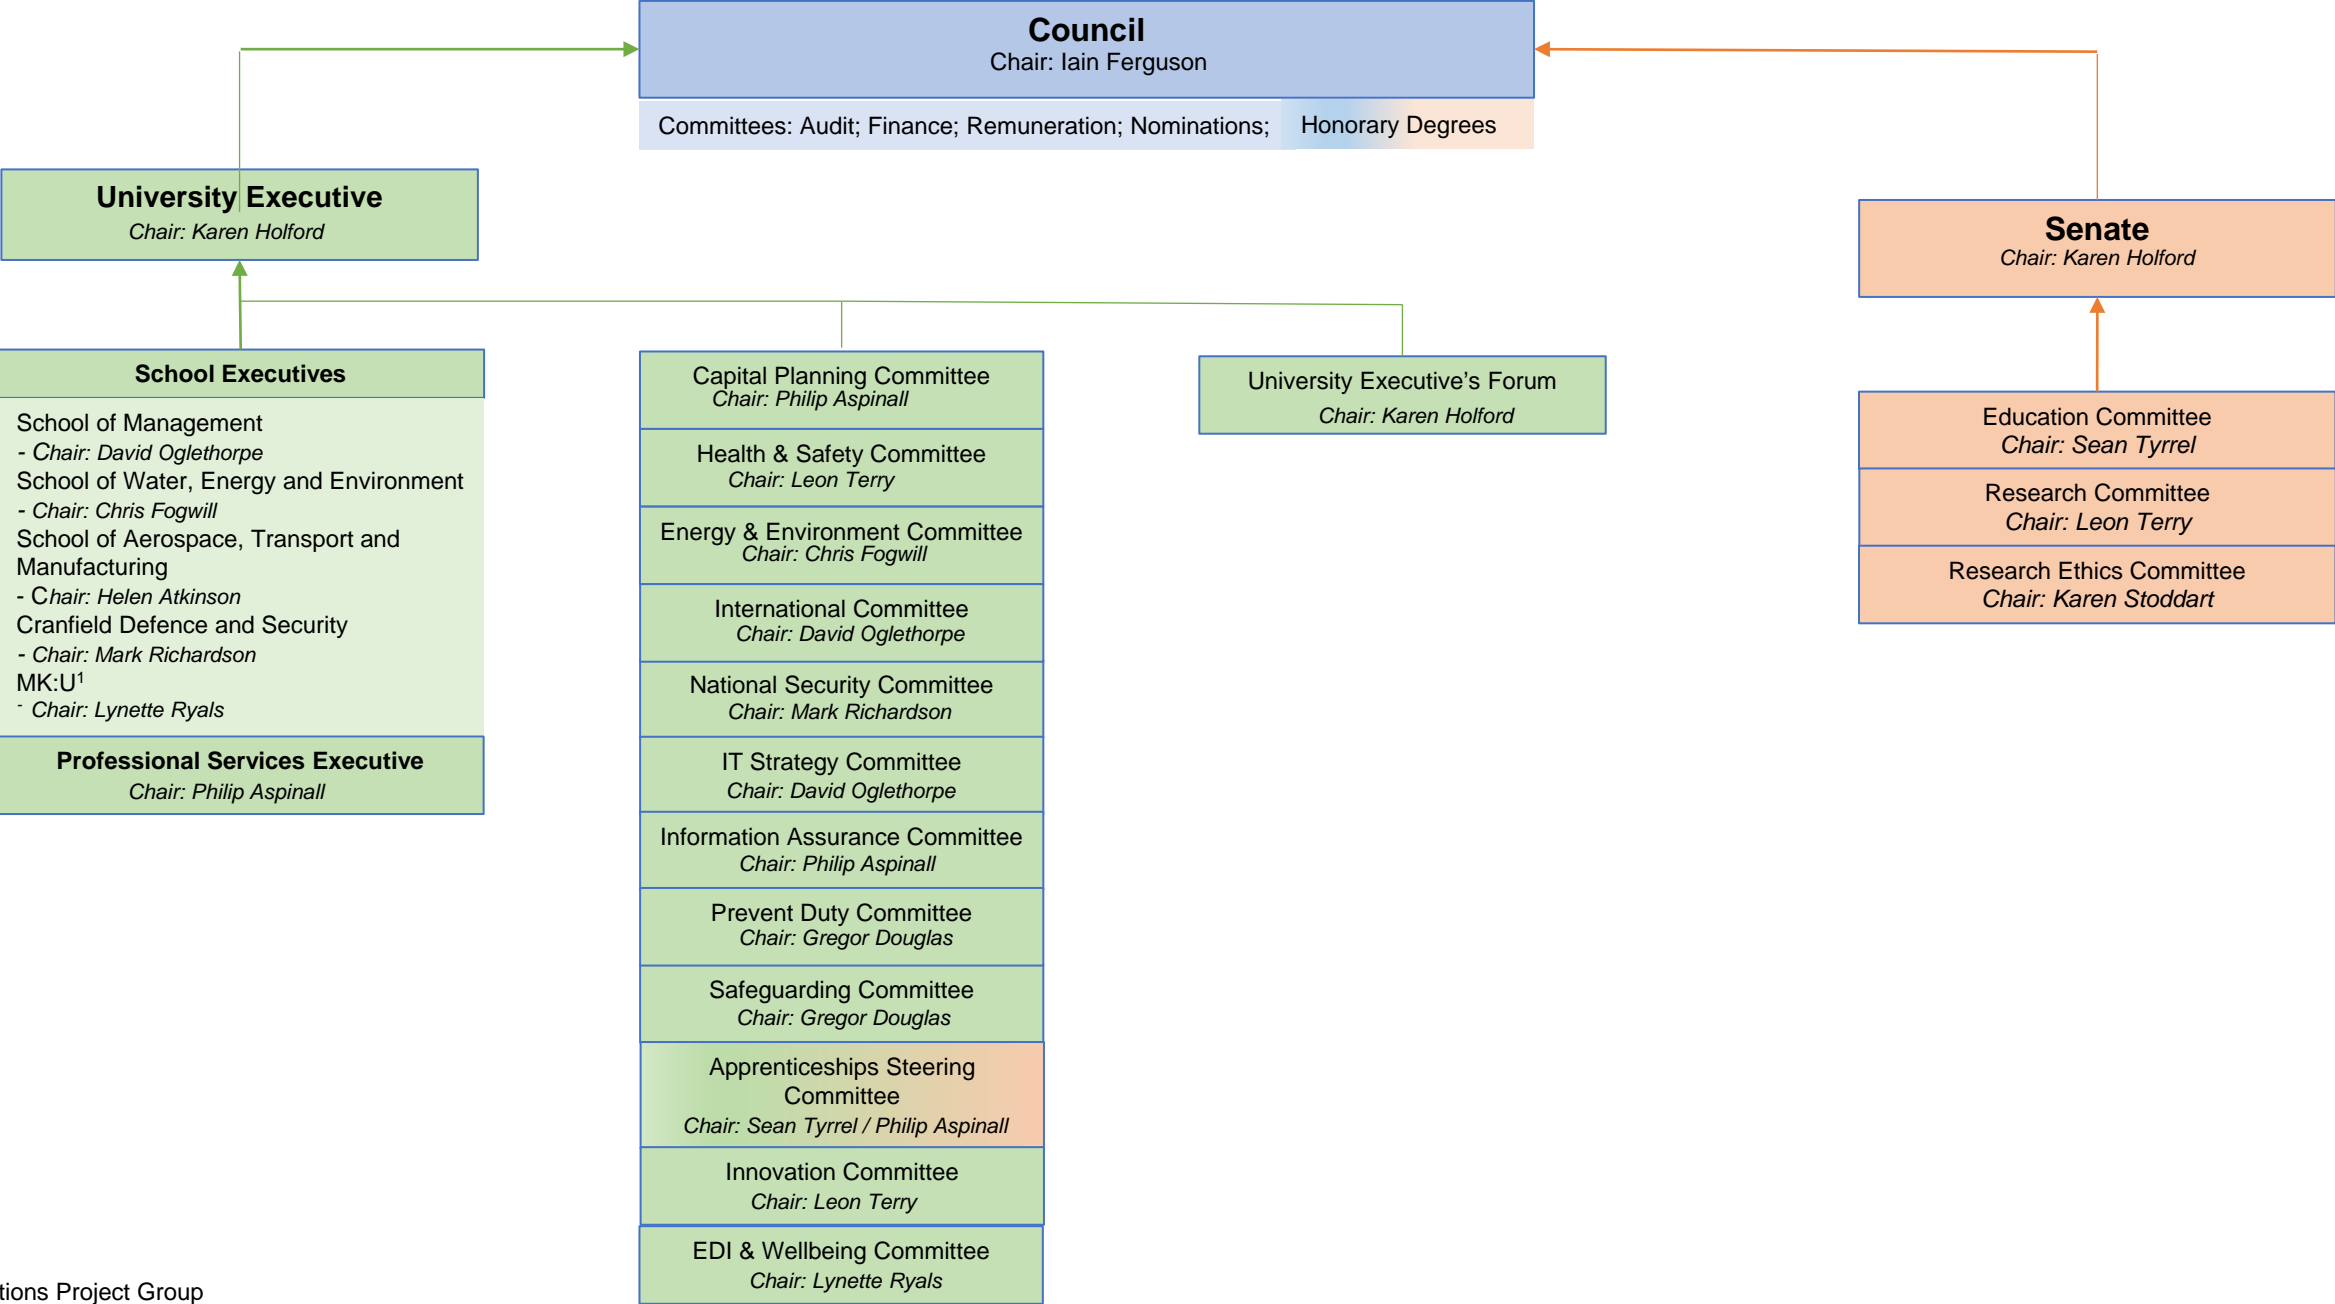 Council
Chair: Iain Ferguson
Committees: Audit; Finance; Remuneration; Nominations; Honorary Degrees
University Executive
Chair: Karen Holford
Senate
Chair: Karen Holford
School Executives
School of Management
- Chair: David Oglethorpe
School of Water, Energy and Environment
- Chair: Chris Fogwill
School of Aerospace, Transport and
Manufacturing
- Chair: Helen Atkinson
Cranfield Defence and Security
- Chair: Mark Richardson
MK:U¹
- Chair: Lynette Ryals
Professional Services Executive
Chair: Philip Aspinall
Capital Planning Committee
Chair: Philip Aspinall
Health & Safety Committee
Chair: Leon Terry
Energy & Environment Committee
Chair: Chris Fogwill
International Committee
Chair: David Oglethorpe
National Security Committee
Chair: Mark Richardson
IT Strategy Committee
Chair: David Oglethorpe
Information Assurance Committee
Chair: Philip Aspinall
Prevent Duty Committee
Chair: Gregor Douglas
Safeguarding Committee
Chair: Gregor Douglas
Apprenticeships Steering
Committee
Chair: Sean Tyrrel / Philip Aspinall
Innovation Committee
Chair: Leon Terry
EDI & Wellbeing Committee
Chair: Lynette Ryals
University Executive’s Forum
Chair: Karen Holford
Education Committee
Chair: Sean Tyrrel
Research Committee
Chair: Leon Terry
Research Ethics Committee
Chair: Karen Stoddart
tions Project Group